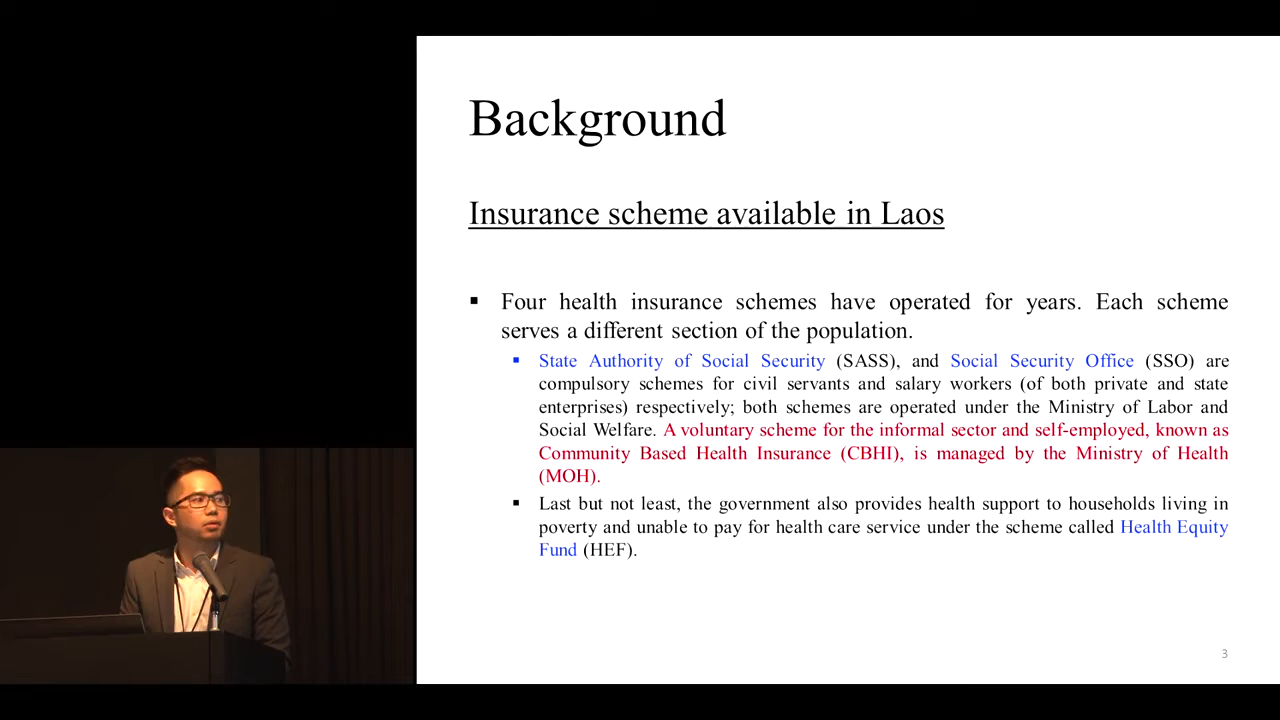 Background
Insurance scheme available in Laos
▪ Four health insurance schemes have operated for years. Each scheme
serves a different section of the population.
▪ State Authority of Social Security (SASS), and Social Security Office (SSO) are
compulsory schemes for civil servants and salary workers (of both private and state
enterprises) respectively; both schemes are operated under the Ministry of Labor and
Social Welfare. A voluntary scheme for the informal sector and self-employed, known as
Community Based Health Insurance (CBHI), is managed by the Ministry of Health
(MOH).
▪ Last but not least, the government also provides health support to households living in
poverty and unable to pay for health care service under the scheme called Health Equity
Fund (HEF).
3